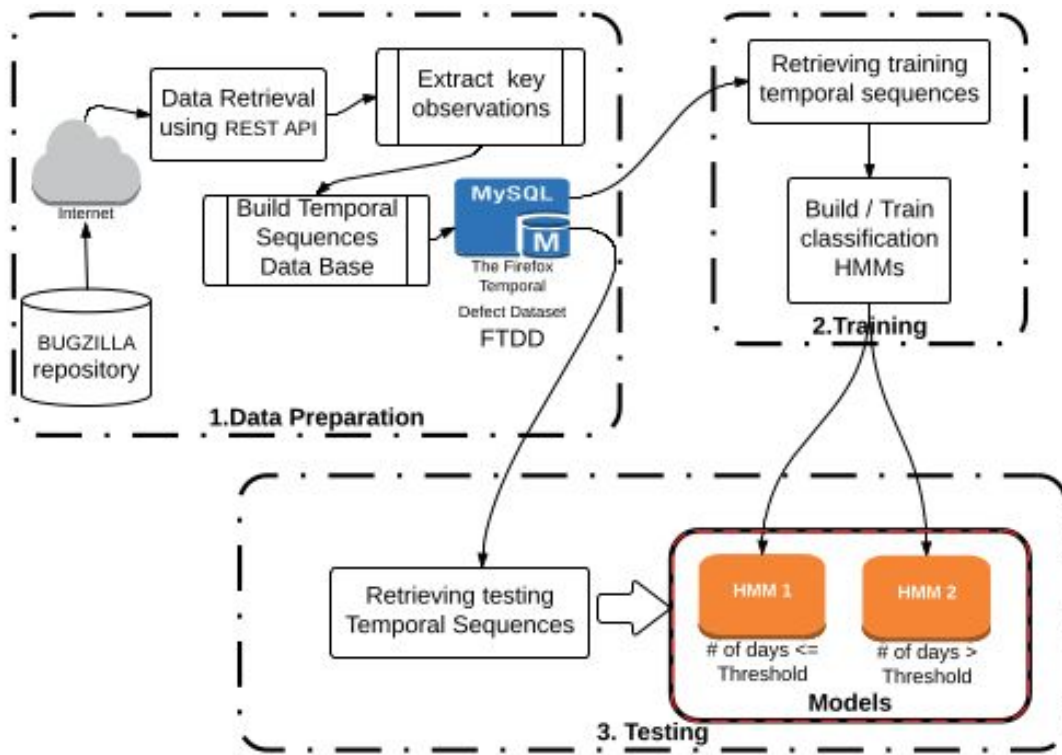 Data Retrieval
using REST API
Extract key
observations
Internet
Build Temporal
Sequences
Data Base
MySQL
M
The Firefox
Temporal
Defect Dataset
FTDD
BUGZILLA
repository
1.Data Preparation
Retrieving training
temporal sequences
Build / Train
classification
HMMs
2.Training
Retrieving testing
Temporal Sequences
HMM 1
# of days <=
Threshold
HMM 2
# of days >
Threshold
Models
3. Testing